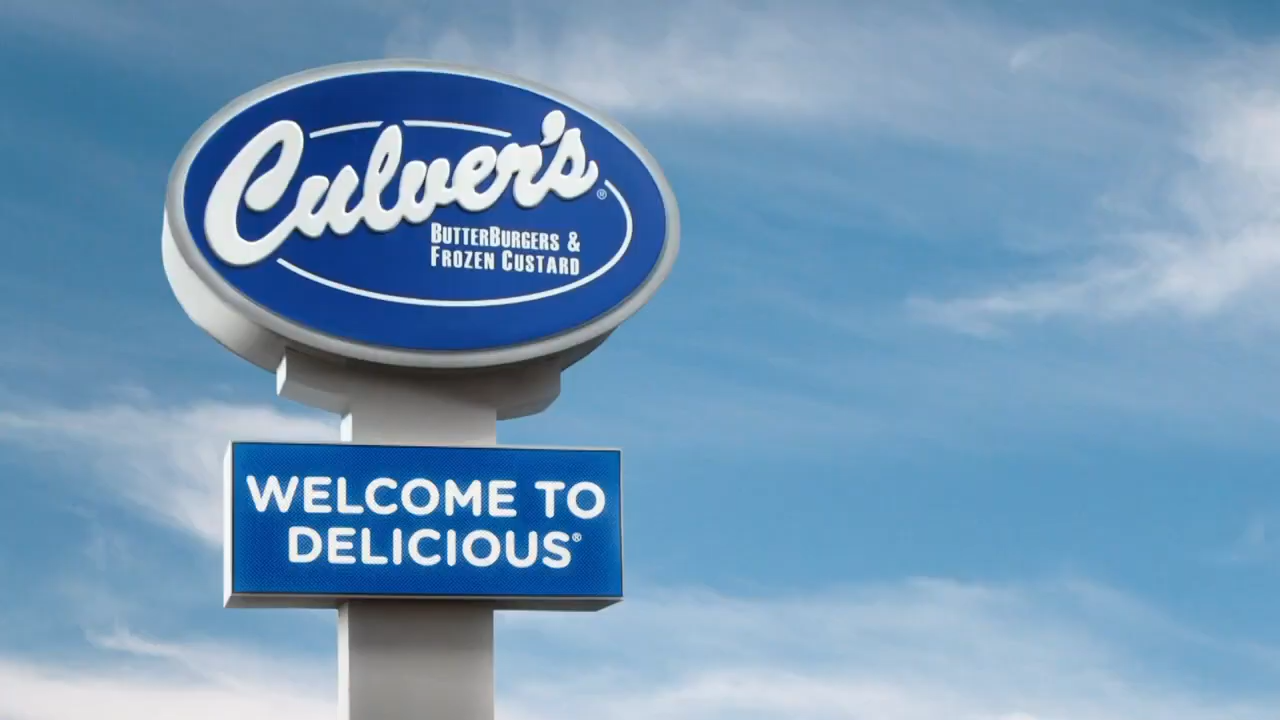 Culver's®
ButterBurgers &
Frozen Custard
WELCOME TO
DELICIOUS®